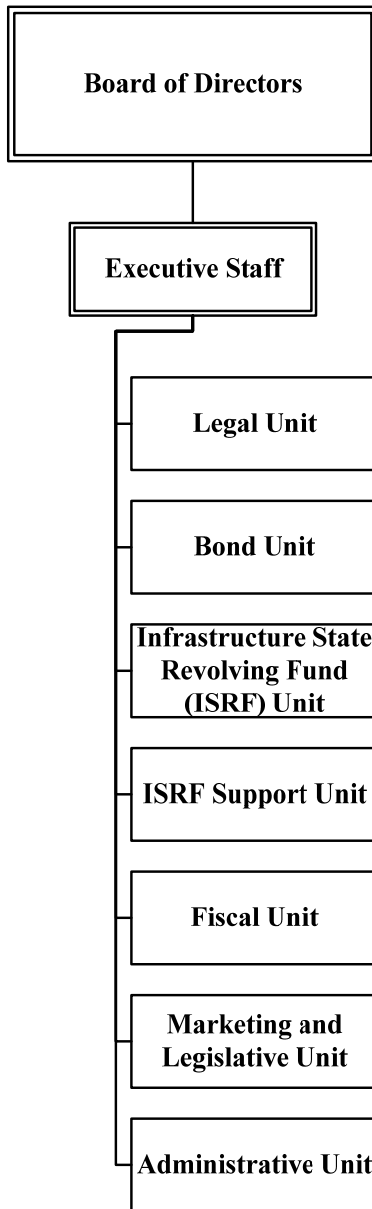 Board of Directors
Executive Staff
Legal Unit
Bond Unit
Infrastructure State
Revolving Fund
(ISRF) Unit
ISRF Support Unit
Fiscal Unit
Marketing and
Legislative Unit
Administrative Unit